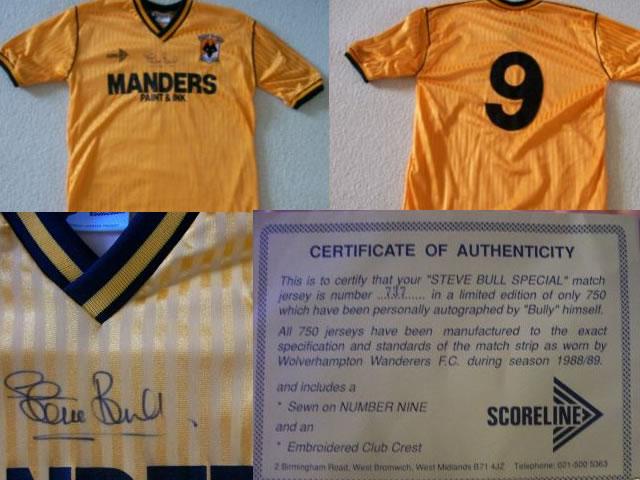 MANDERS
PAINT & INK
9
Steve Bull
CERTIFICATE OF AUTHENTICITY
This is to certify that your "STEVE BULL SPECIAL" match
jersey is number ...737...... in a limited edition of only 750
which have been personally autographed by "Bully" himself.
All 750 jerseys have been manufactured to the exact
specification and standards of the match strip as worn by
Wolverhampton Wanderers F.C. during season 1988/89.
and includes a
* Sewn on NUMBER NINE
and an
* Embroidered Club Crest
SCORELINE
2 Birmingham Road, West Bromwich, West Midlands B71 4JZ Telephone: 021-500 5363